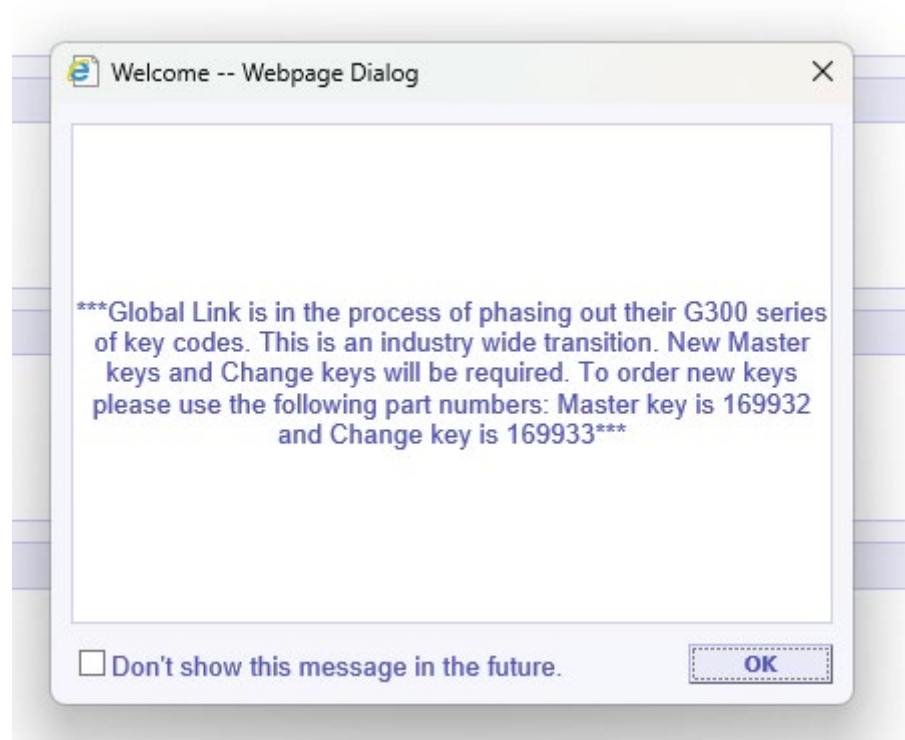 Welcome -- Webpage Dialog
***Global Link is in the process of phasing out their G300 series
of key codes. This is an industry wide transition. New Master
keys and Change keys will be required. To order new keys
please use the following part numbers: Master key is 169932
and Change key is 169933***
Don't show this message in the future.
OK